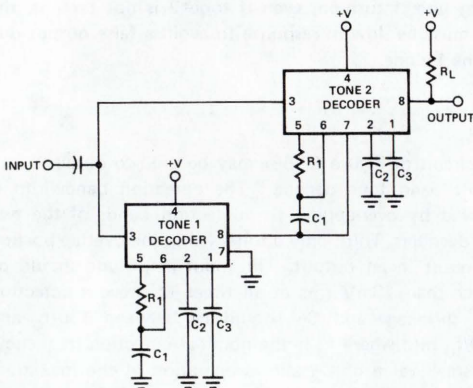 +V
+V
4
RL
TONE 2
DECODER
3
8
OUTPUT
5 6 7 2 1
R1
C2
C3
C1
INPUT
+V
4
TONE 1
DECODER
3
8
5 6 2 1 7
R1
C2
C3
C1